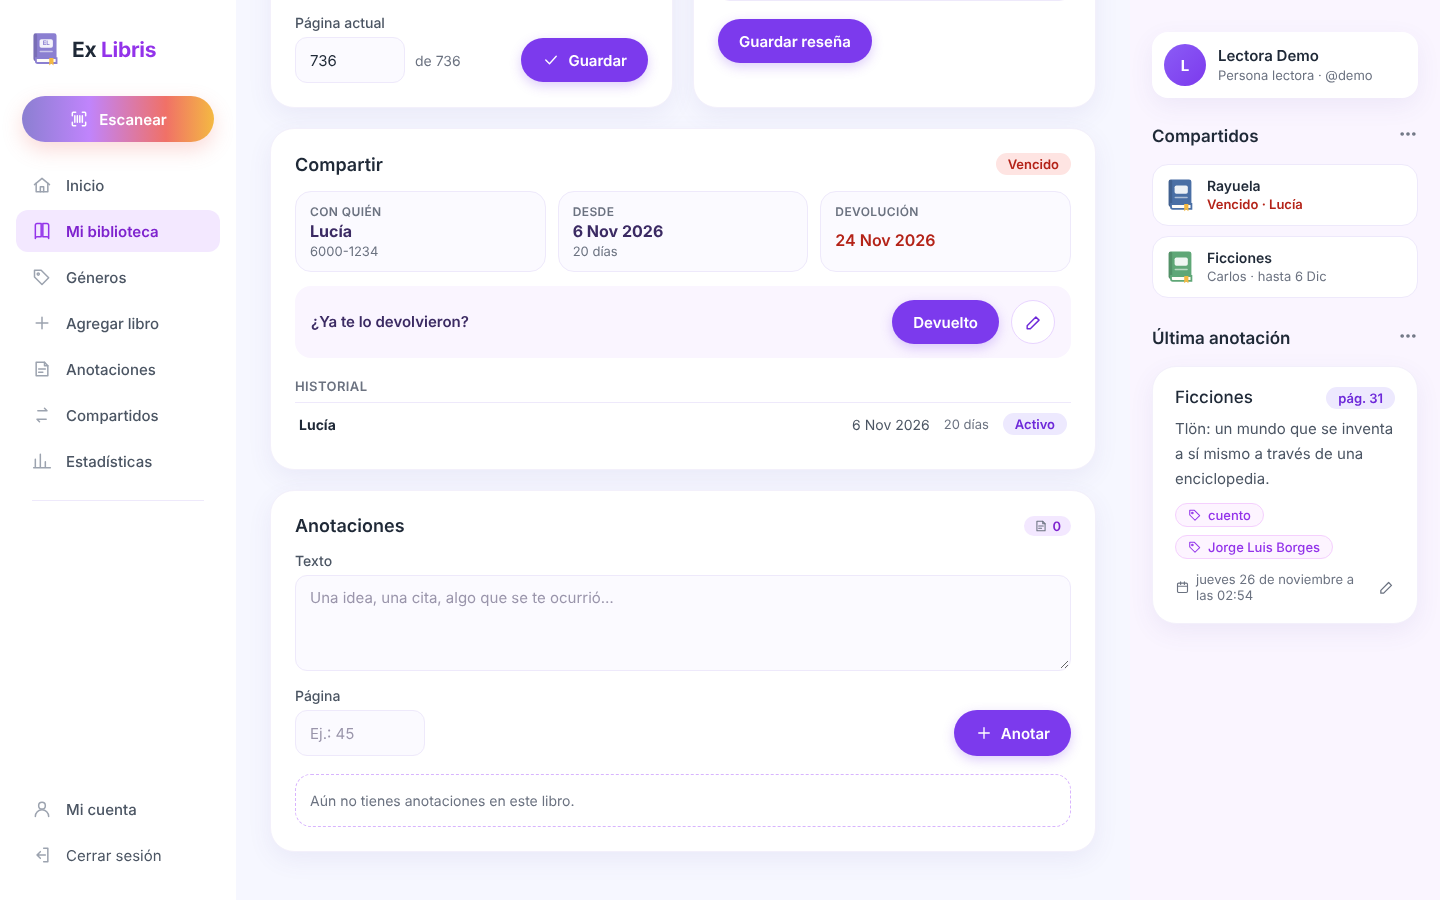 Ex Libris
Escanear
Inicio
Mi biblioteca
Géneros
Agregar libro
Anotaciones
Compartidos
Estadísticas
Mi cuenta
Cerrar sesión
Página actual
736
de 736
Guardar
Guardar reseña
Compartir
Vencido
CON QUIÉN
Lucía
6000-1234
DESDE
6 Nov 2026
20 días
DEVOLUCIÓN
24 Nov 2026
¿Ya te lo devolvieron?
Devuelto
HISTORIAL
Lucía
6 Nov 2026
20 días
Activo
Anotaciones
0
Texto
Una idea, una cita, algo que se te ocurrió...
Página
Ej.: 45
Anotar
Aún no tienes anotaciones en este libro.
L
Lectora Demo
Persona lectora · @demo
Compartidos
Rayuela
Vencido · Lucía
Ficciones
Carlos · hasta 6 Dic
Última anotación
Ficciones
pág. 31
Tlön: un mundo que se inventa
a sí mismo a través de una
enciclopedia.
cuento
Jorge Luis Borges
jueves 26 de noviembre a
las 02:54